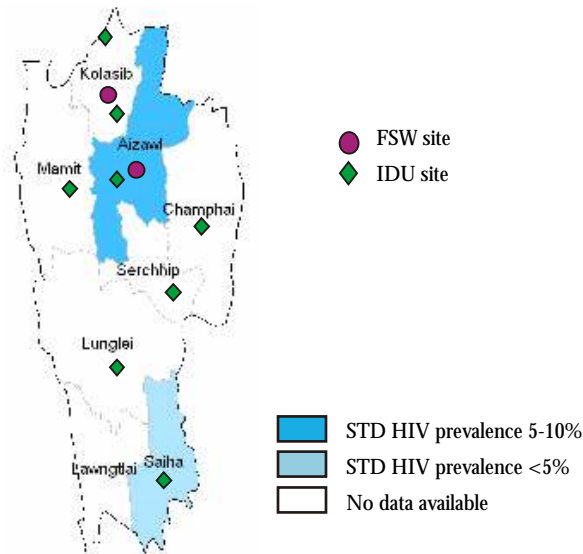 Kolasib
Aizawl
Mamit
Champhai
Serchhip
Lunglei
Lawngtlai
Saiha
FSW site
IDU site
STD HIV prevalence 5-10%
STD HIV prevalence <5%
No data available